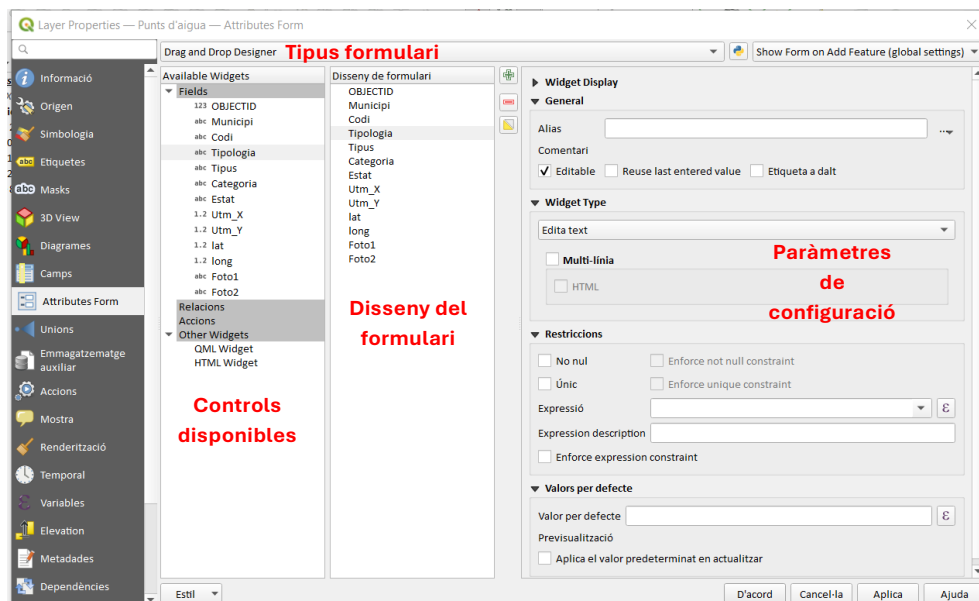 Layer Properties — Punts d'aigua — Attributes Form
Drag and Drop Designer
Tipus formulari
Show Form on Add Feature (global settings)
Informació
Origen
Simbologia
Etiquetes
Masks
3D View
Diagrames
Camps
Attributes Form
Unions
Emmagatzematge
auxiliar
Accions
Mostra
Renderització
Temporal
Variables
Elevation
Metadades
Dependències
Available Widgets
Fields
123 OBJECTID
abc Municipi
abc Codi
abc Tipologia
abc Tipus
abc Categoria
abc Estat
1.2 Utm_X
1.2 Utm_Y
1.2 lat
1.2 long
abc Foto1
abc Foto2
Relacions
Accions
Other Widgets
QML Widget
HTML Widget
Controls
disponibles
Disseny de formulari
OBJECTID
Municipi
Codi
Tipologia
Tipus
Categoria
Estat
Utm_X
Utm_Y
lat
long
Foto1
Foto2
Disseny del
formulari
Widget Display
General
Alias
Comentari
Editable
Reuse last entered value
Etiqueta a dalt
Widget Type
Edita text
Multi-línia
HTML
Paràmetres
de
configuració
Restriccions
No nul
Enforce not null constraint
Únic
Enforce unique constraint
Expressió
ε
Expression description
Enforce expression constraint
Valors per defecte
Valor per defecte
ε
Previsualització
Aplica el valor predeterminat en actualitzar
Estil
D'acord
Cancel·la
Aplica
Ajuda